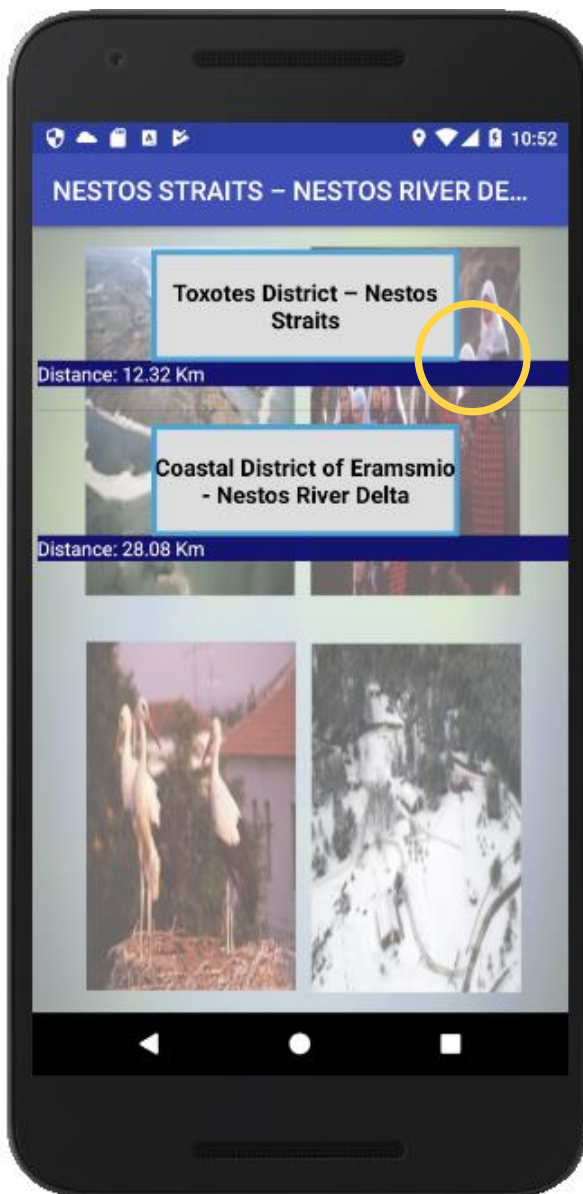 10:52
NESTOS STRAITS – NESTOS RIVER DE...
Toxotes District – Nestos
Straits
Distance: 12.32 Km
Coastal District of Eramsmio
- Nestos River Delta
Distance: 28.08 Km